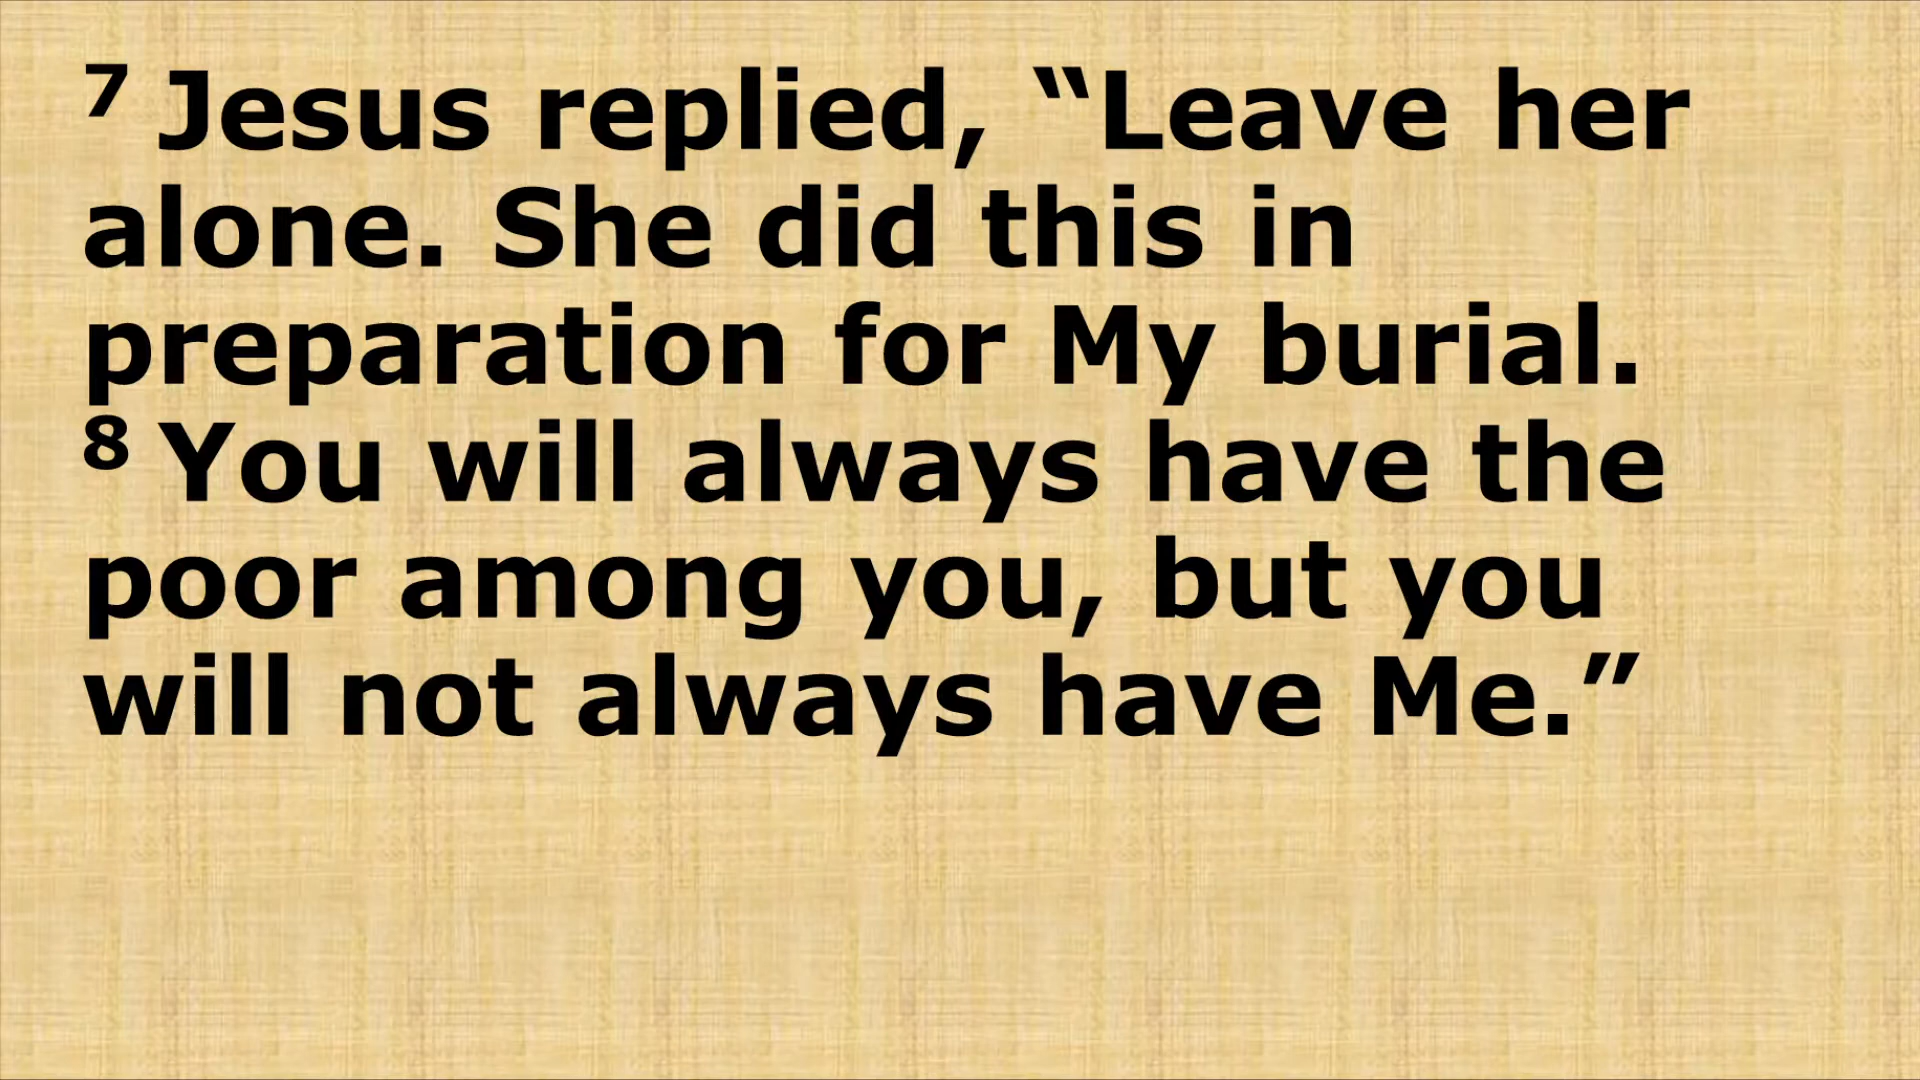 ⁷ Jesus replied, “Leave her
alone. She did this in
preparation for My burial.
⁸ You will always have the
poor among you, but you
will not always have Me.”